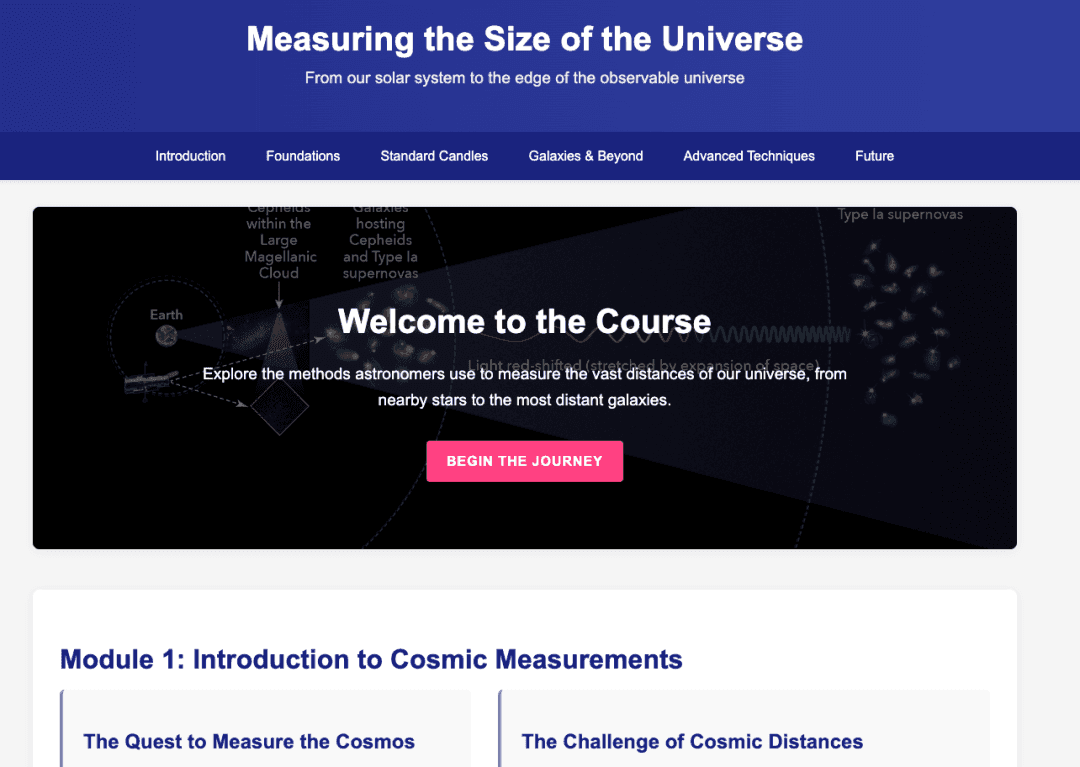 Measuring the Size of the Universe
From our solar system to the edge of the observable universe
Introduction
Foundations
Standard Candles
Galaxies & Beyond
Advanced Techniques
Future
Cepheids
within the
Large
Magellanic
Cloud
Galaxies
hosting
Cepheids
and Type Ia
supernovas
Type Ia supernovas
Earth
Welcome to the Course
Light red-shifted (stretched by expansion of space)
Explore the methods astronomers use to measure the vast distances of our universe, from
nearby stars to the most distant galaxies.
BEGIN THE JOURNEY
Module 1: Introduction to Cosmic Measurements
The Quest to Measure the Cosmos
The Challenge of Cosmic Distances